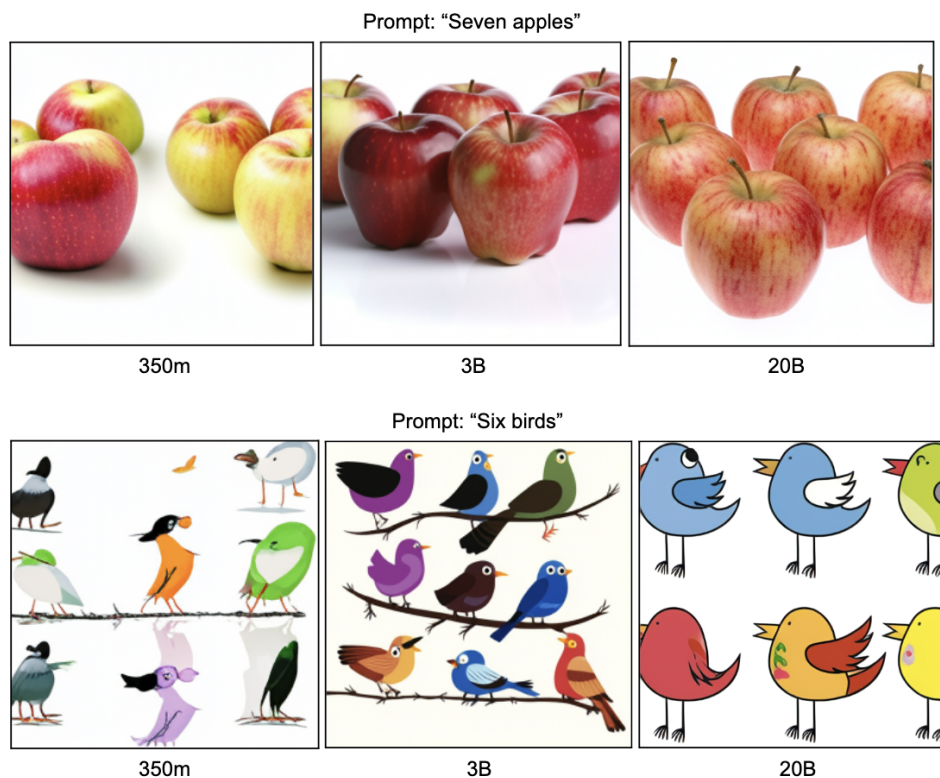 Prompt: “Seven apples”
350m 3B 20B
Prompt: “Six birds”
350m 3B 20B